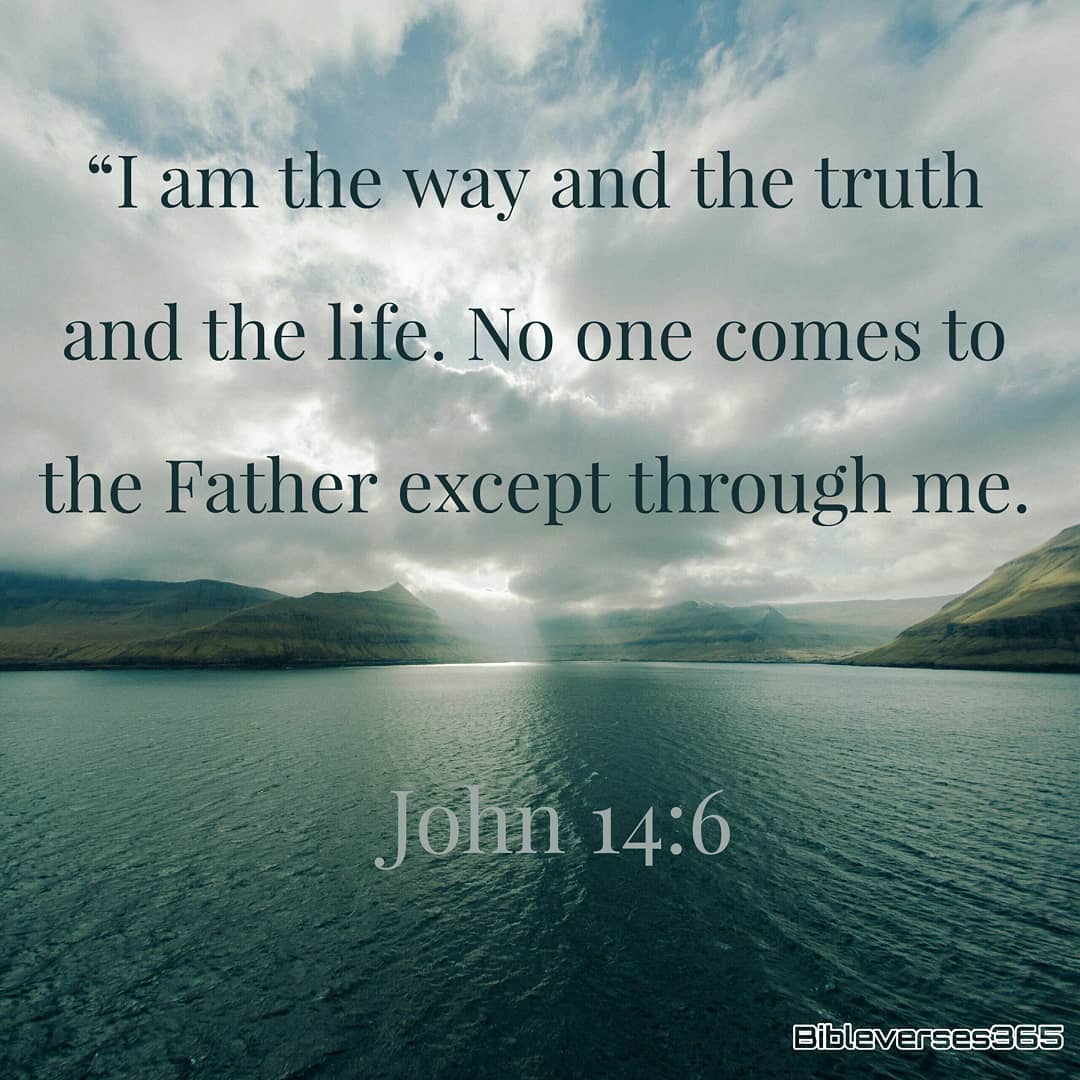 “I am the way and the truth
and the life. No one comes to
the Father except through me.
John 14:6
Bibleverses365